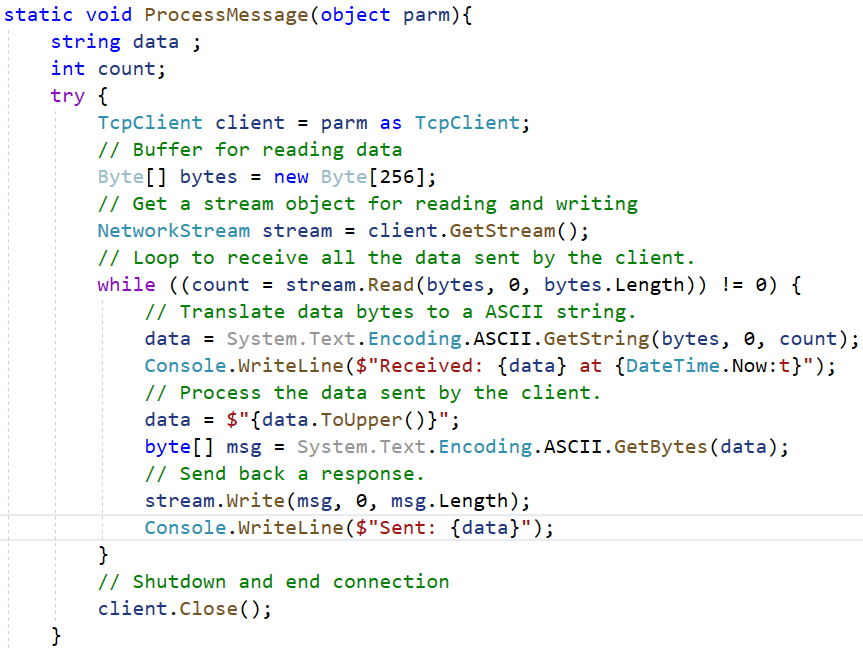 static void ProcessMessage(object parm){
    string data ;
    int count;
    try {
        TcpClient client = parm as TcpClient;
        // Buffer for reading data
        Byte[] bytes = new Byte[256];
        // Get a stream object for reading and writing
        NetworkStream stream = client.GetStream();
        // Loop to receive all the data sent by the client.
        while ((count = stream.Read(bytes, 0, bytes.Length)) != 0) {
            // Translate data bytes to a ASCII string.
            data = System.Text.Encoding.ASCII.GetString(bytes, 0, count);
            Console.WriteLine($"Received: {data} at {DateTime.Now:t}");
            // Process the data sent by the client.
            data = $"{data.ToUpper()}";
            byte[] msg = System.Text.Encoding.ASCII.GetBytes(data);
            // Send back a response.
            stream.Write(msg, 0, msg.Length);
            Console.WriteLine($"Sent: {data}");
        }
        // Shutdown and end connection
        client.Close();
    }